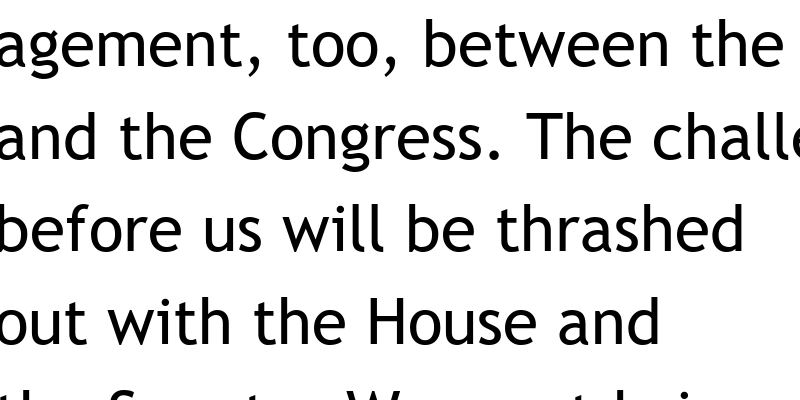 agement, too, between the
and the Congress. The challe
before us will be thrashed
out with the House and